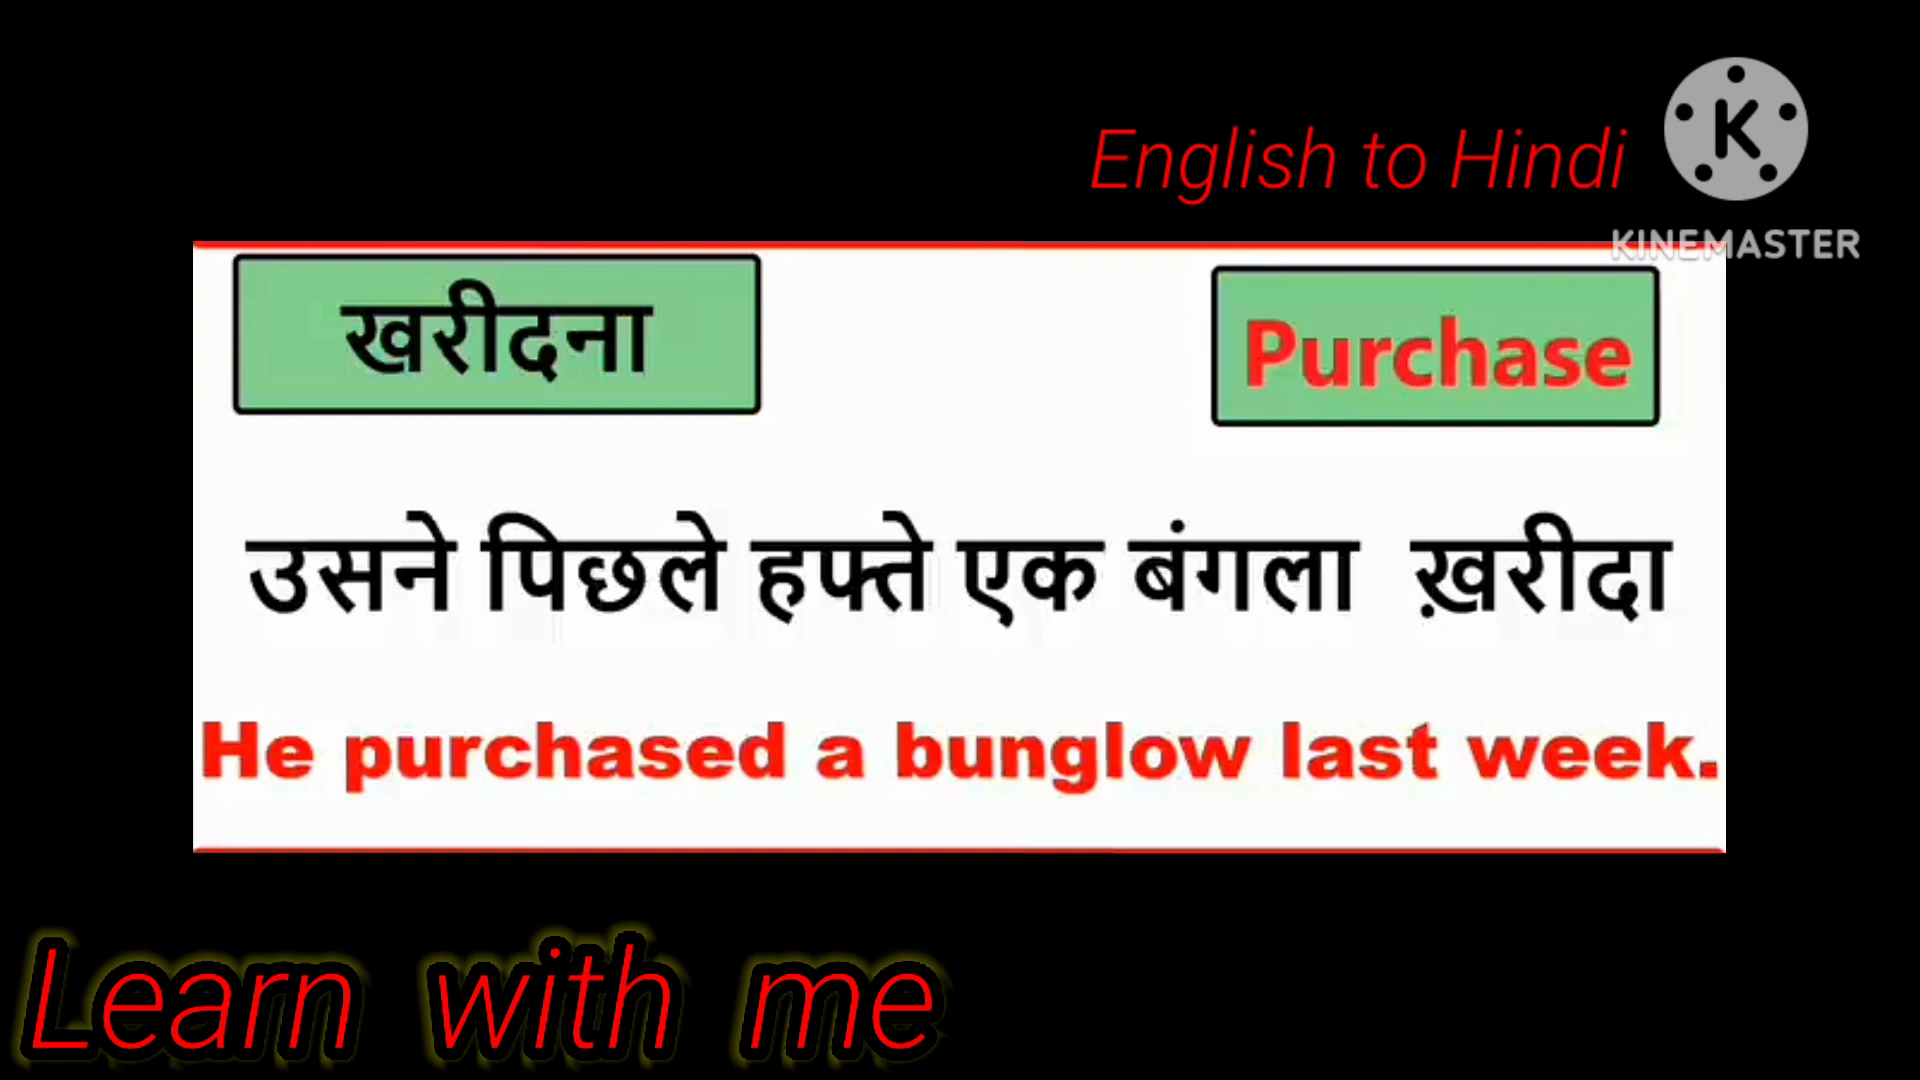 English to Hindi
K
KINEMASTER
खरीदना
Purchase
उसने पिछले हफ्ते एक बंगला ख़रीदा
He purchased a bunglow last week.
Learn with me